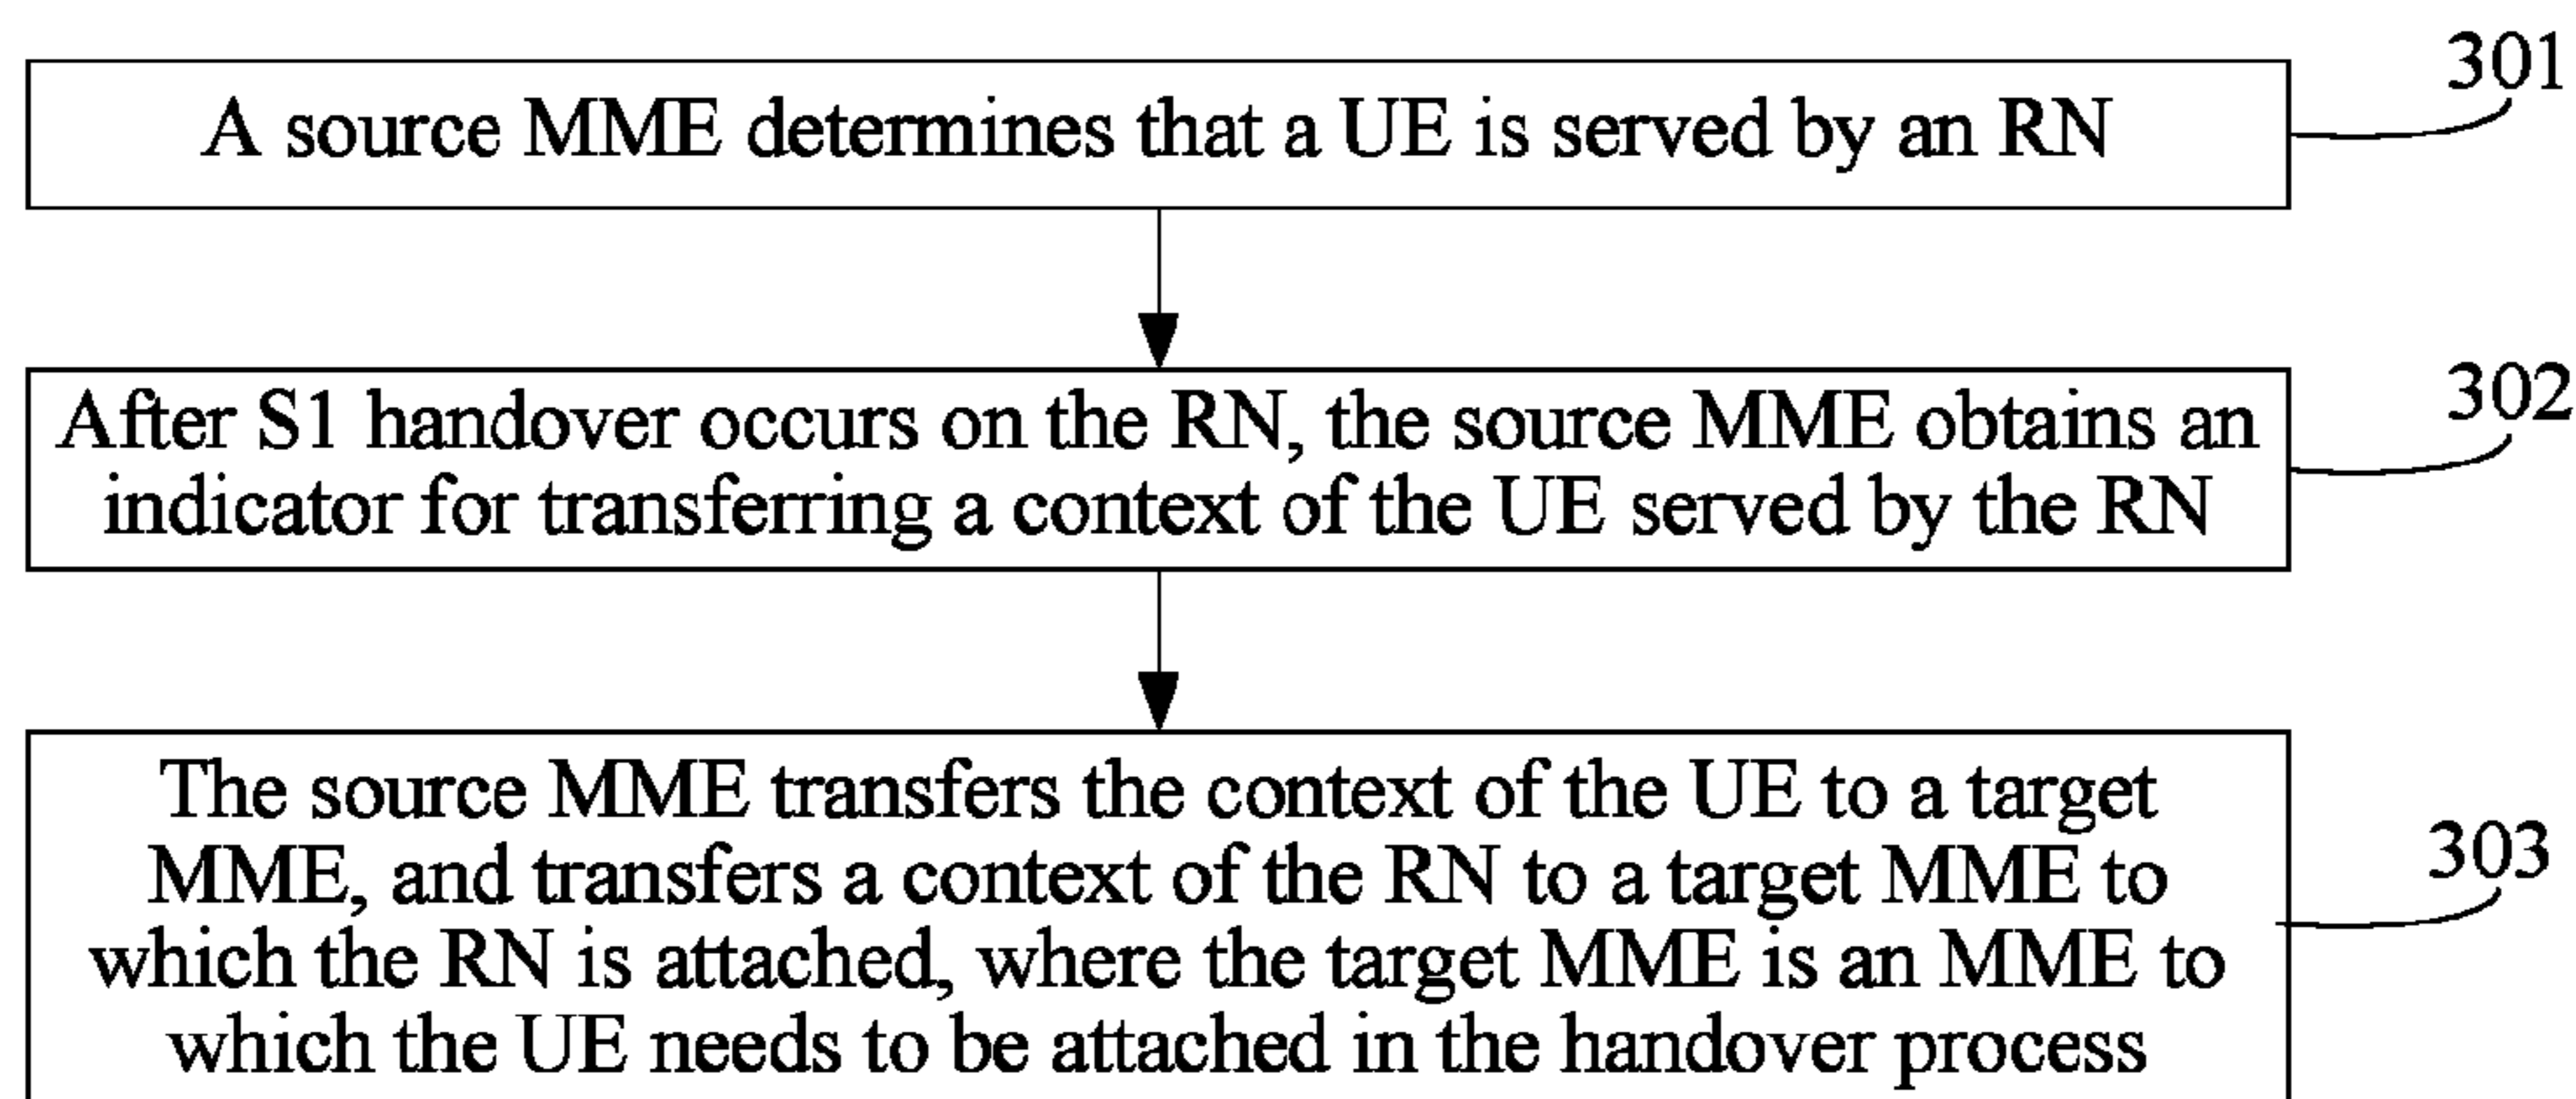 301
A source MME determines that a UE is served by an RN
302
After S1 handover occurs on the RN, the source MME obtains an
indicator for transferring a context of the UE served by the RN
The source MME transfers the context of the UE to a target
MME, and transfers a context of the RN to a target MME to
303
which the RN is attached, where the target MME is an MME to
which the UE needs to be attached in the handover process